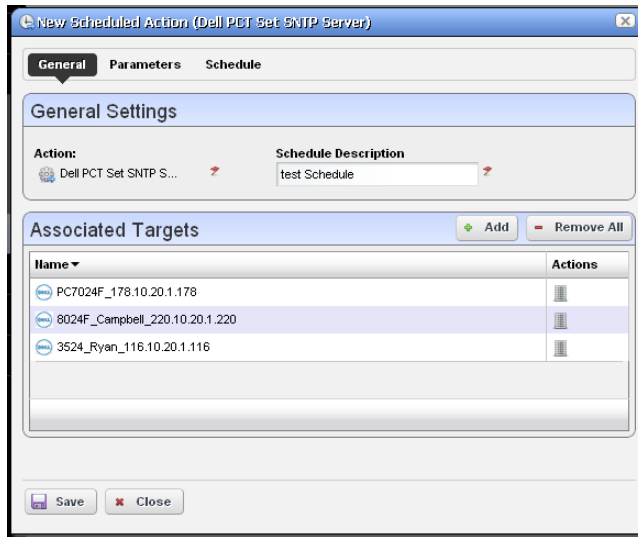 New Scheduled Action (Dell PCT Set SNTP Server)
General Parameters Schedule
General Settings
Action: Schedule Description
Dell PCT Set SNTP S... test Schedule
Associated Targets Add Remove All
Name Actions
PC7024F_178.10.20.1.178
8024F_Campbell_220.10.20.1.220
3524_Ryan_116.10.20.1.116
Save Close